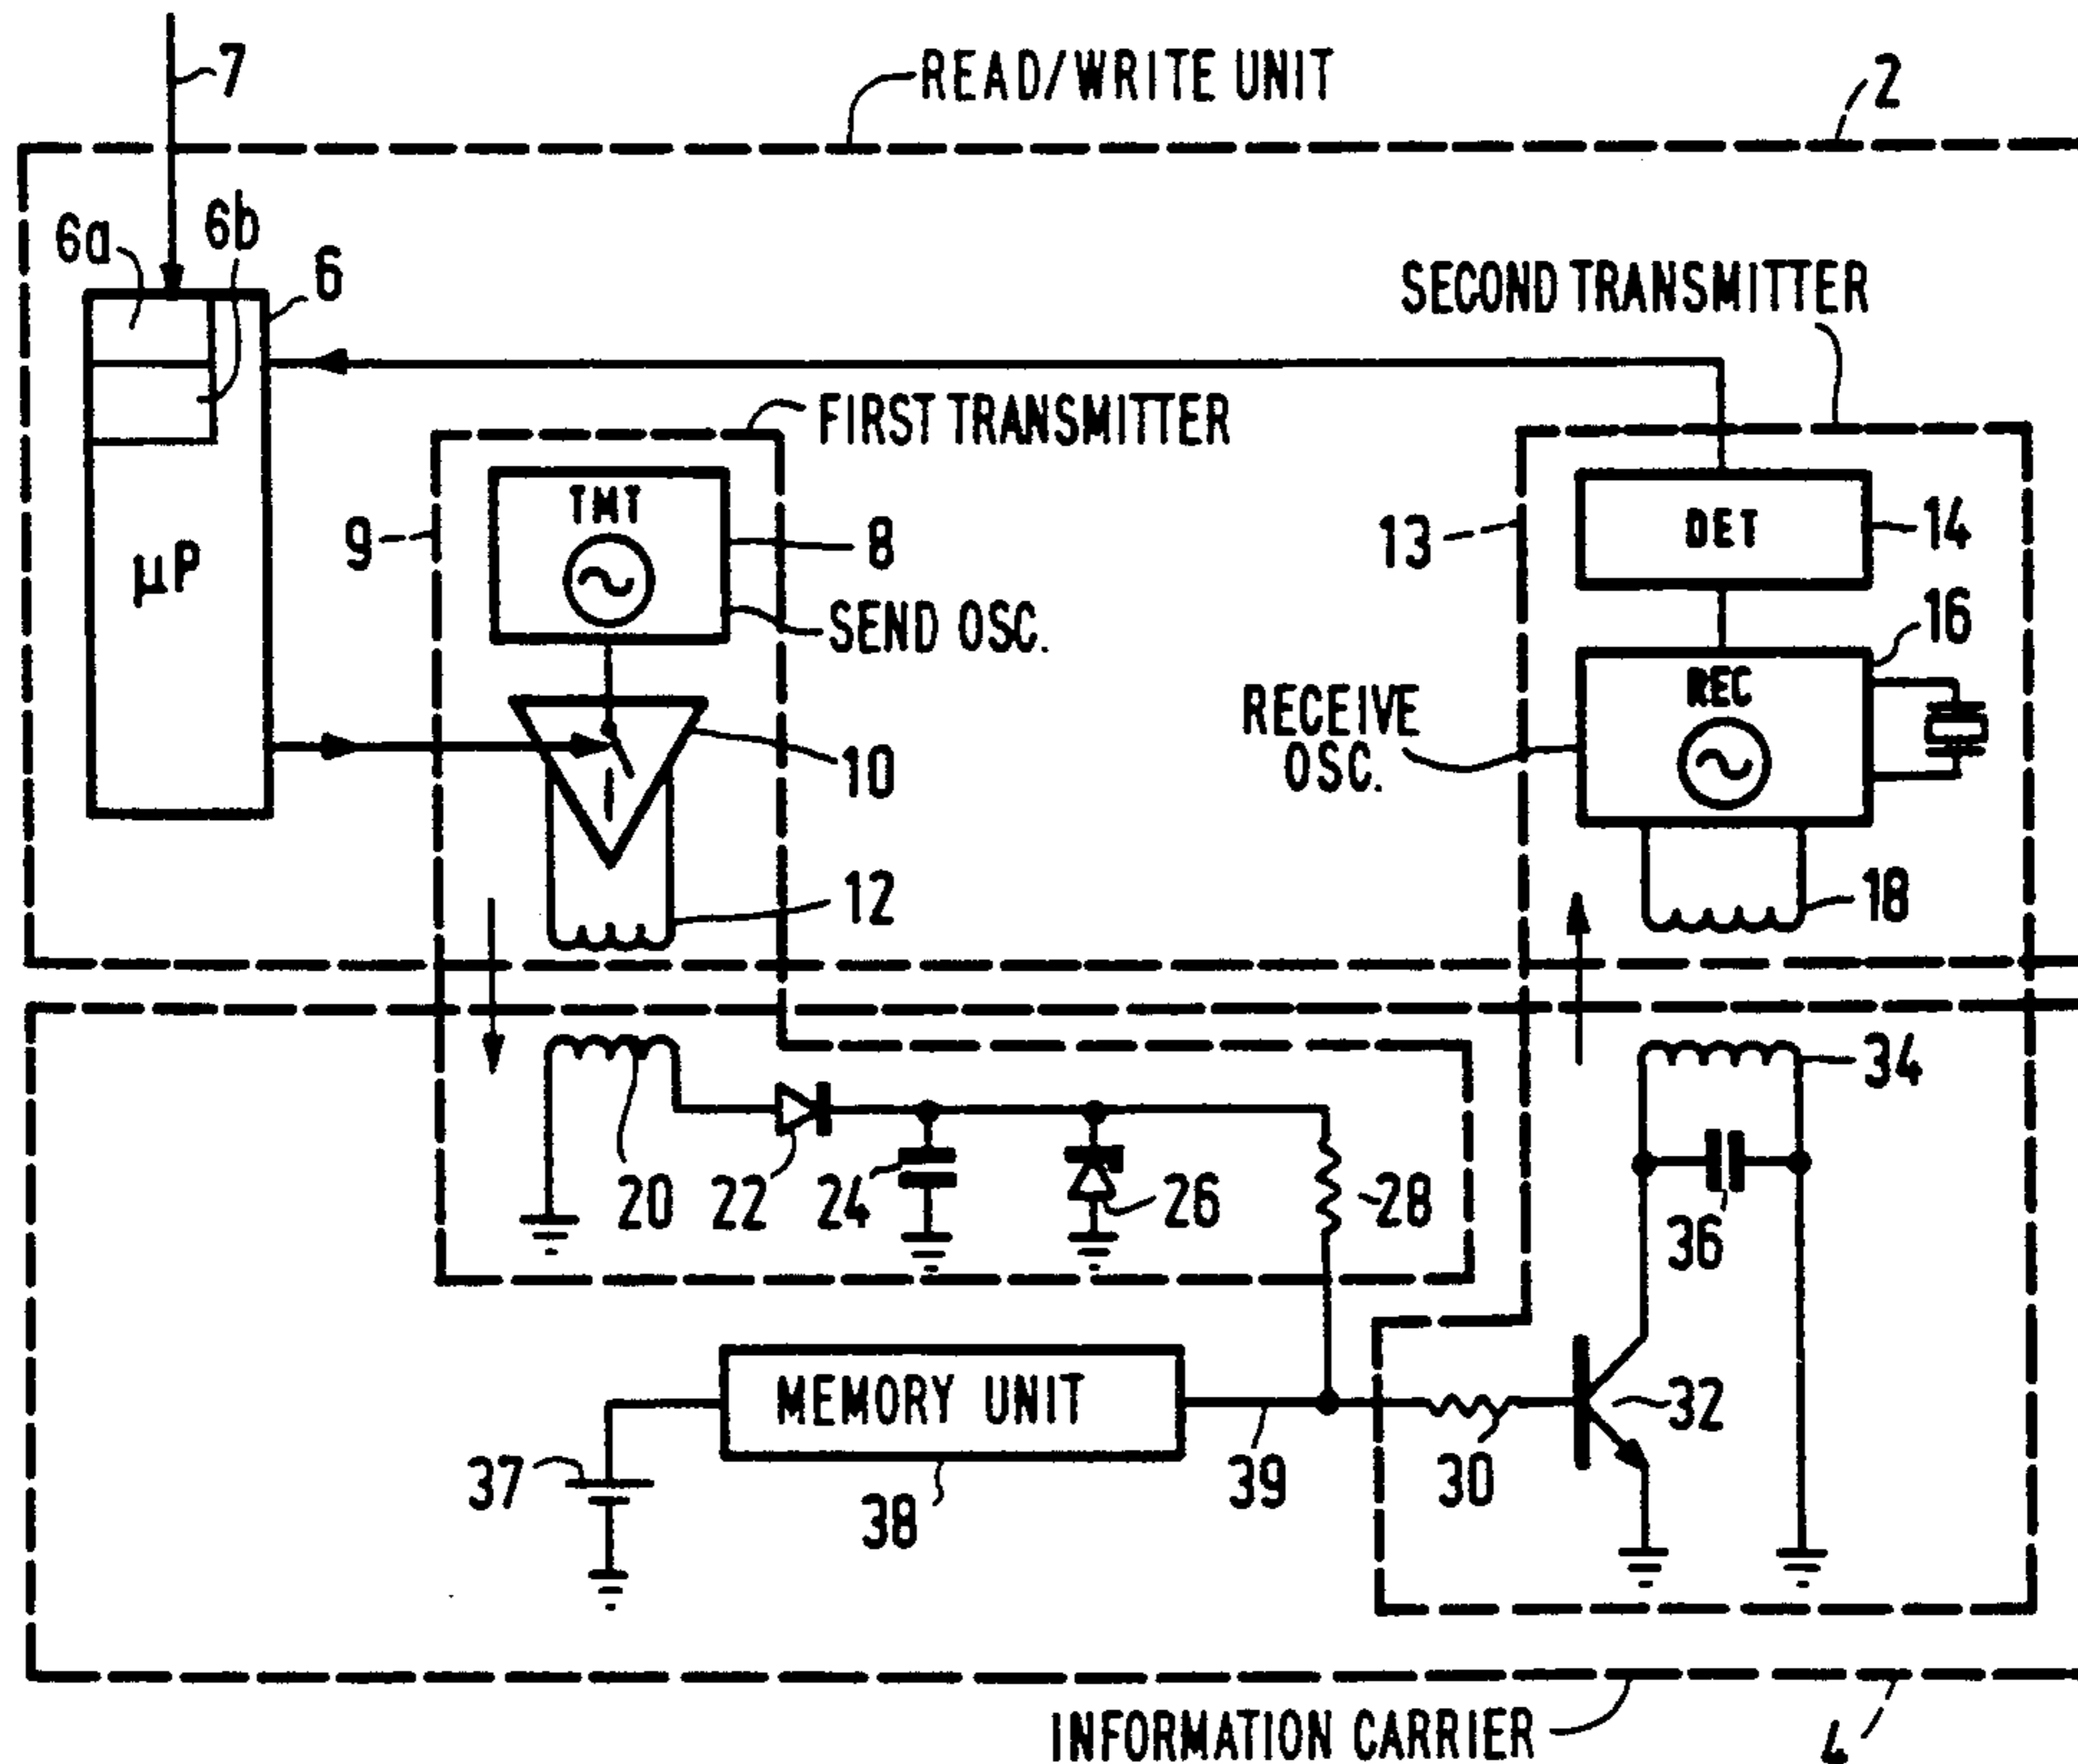 7
READ/WRITE UNIT
2
6a
6b
6
SECOND TRANSMITTER
FIRST TRANSMITTER
TMT
9
8
13
DET
14
µP
SEND OSC.
16
REC
RECEIVE
OSC.
10
12
18
34
20
22
24
26
28
36
MEMORY UNIT
32
37
38
39
30
INFORMATION CARRIER
4